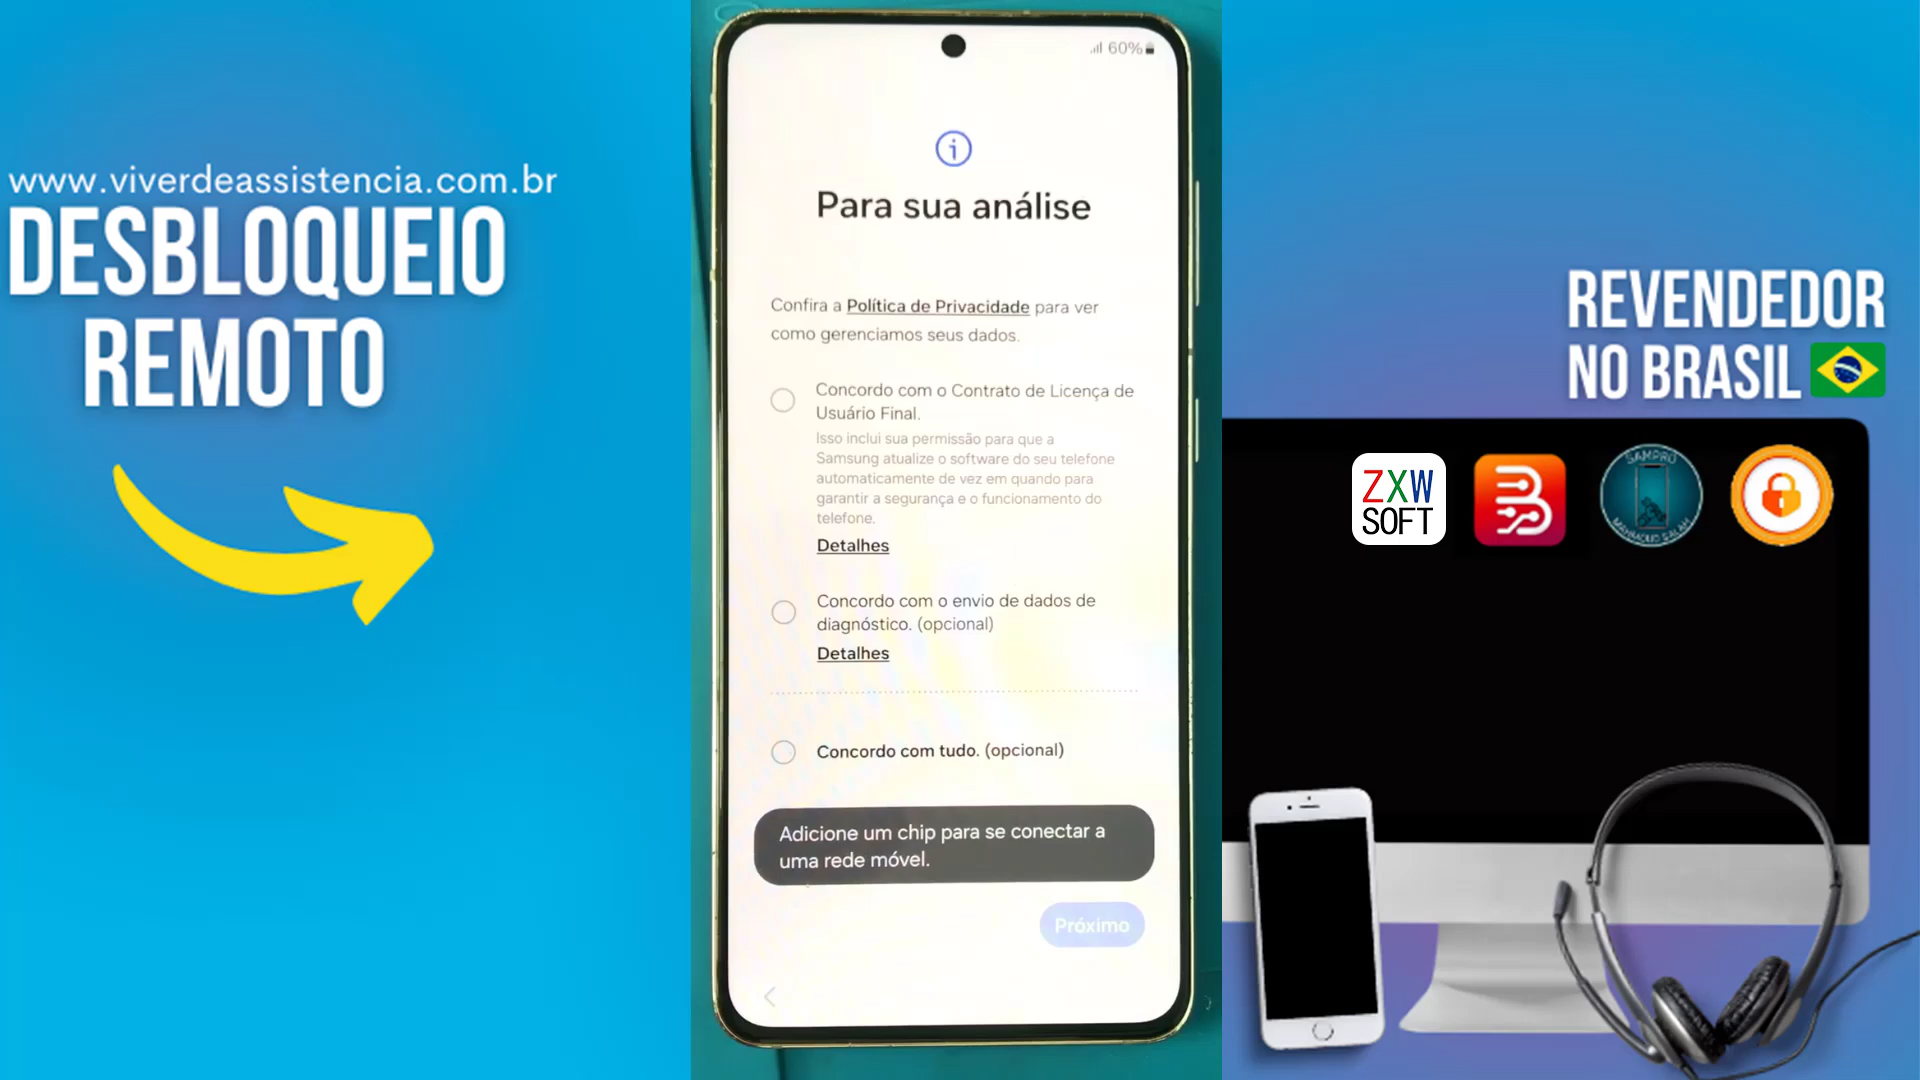 www.viverdeassistencia.com.br
DESBLOQUEIO
REMOTO
60%
Para sua análise
Confira a Política de Privacidade para ver
como gerenciamos seus dados.
Concordo com o Contrato de Licença de
Usuário Final.
Isso inclui sua permissão para que a
Samsung atualize o software do seu telefone
automaticamente de vez em quando para
garantir a segurança e o funcionamento do
telefone.
Detalhes
Concordo com o envio de dados de
diagnóstico. (opcional)
Detalhes
Concordo com tudo. (opcional)
Adicione um chip para se conectar a
uma rede móvel.
Próximo
REVENDEDOR
NO BRASIL
ZXW
SOFT
B
SAMPRO
MAHMOUD SALAH